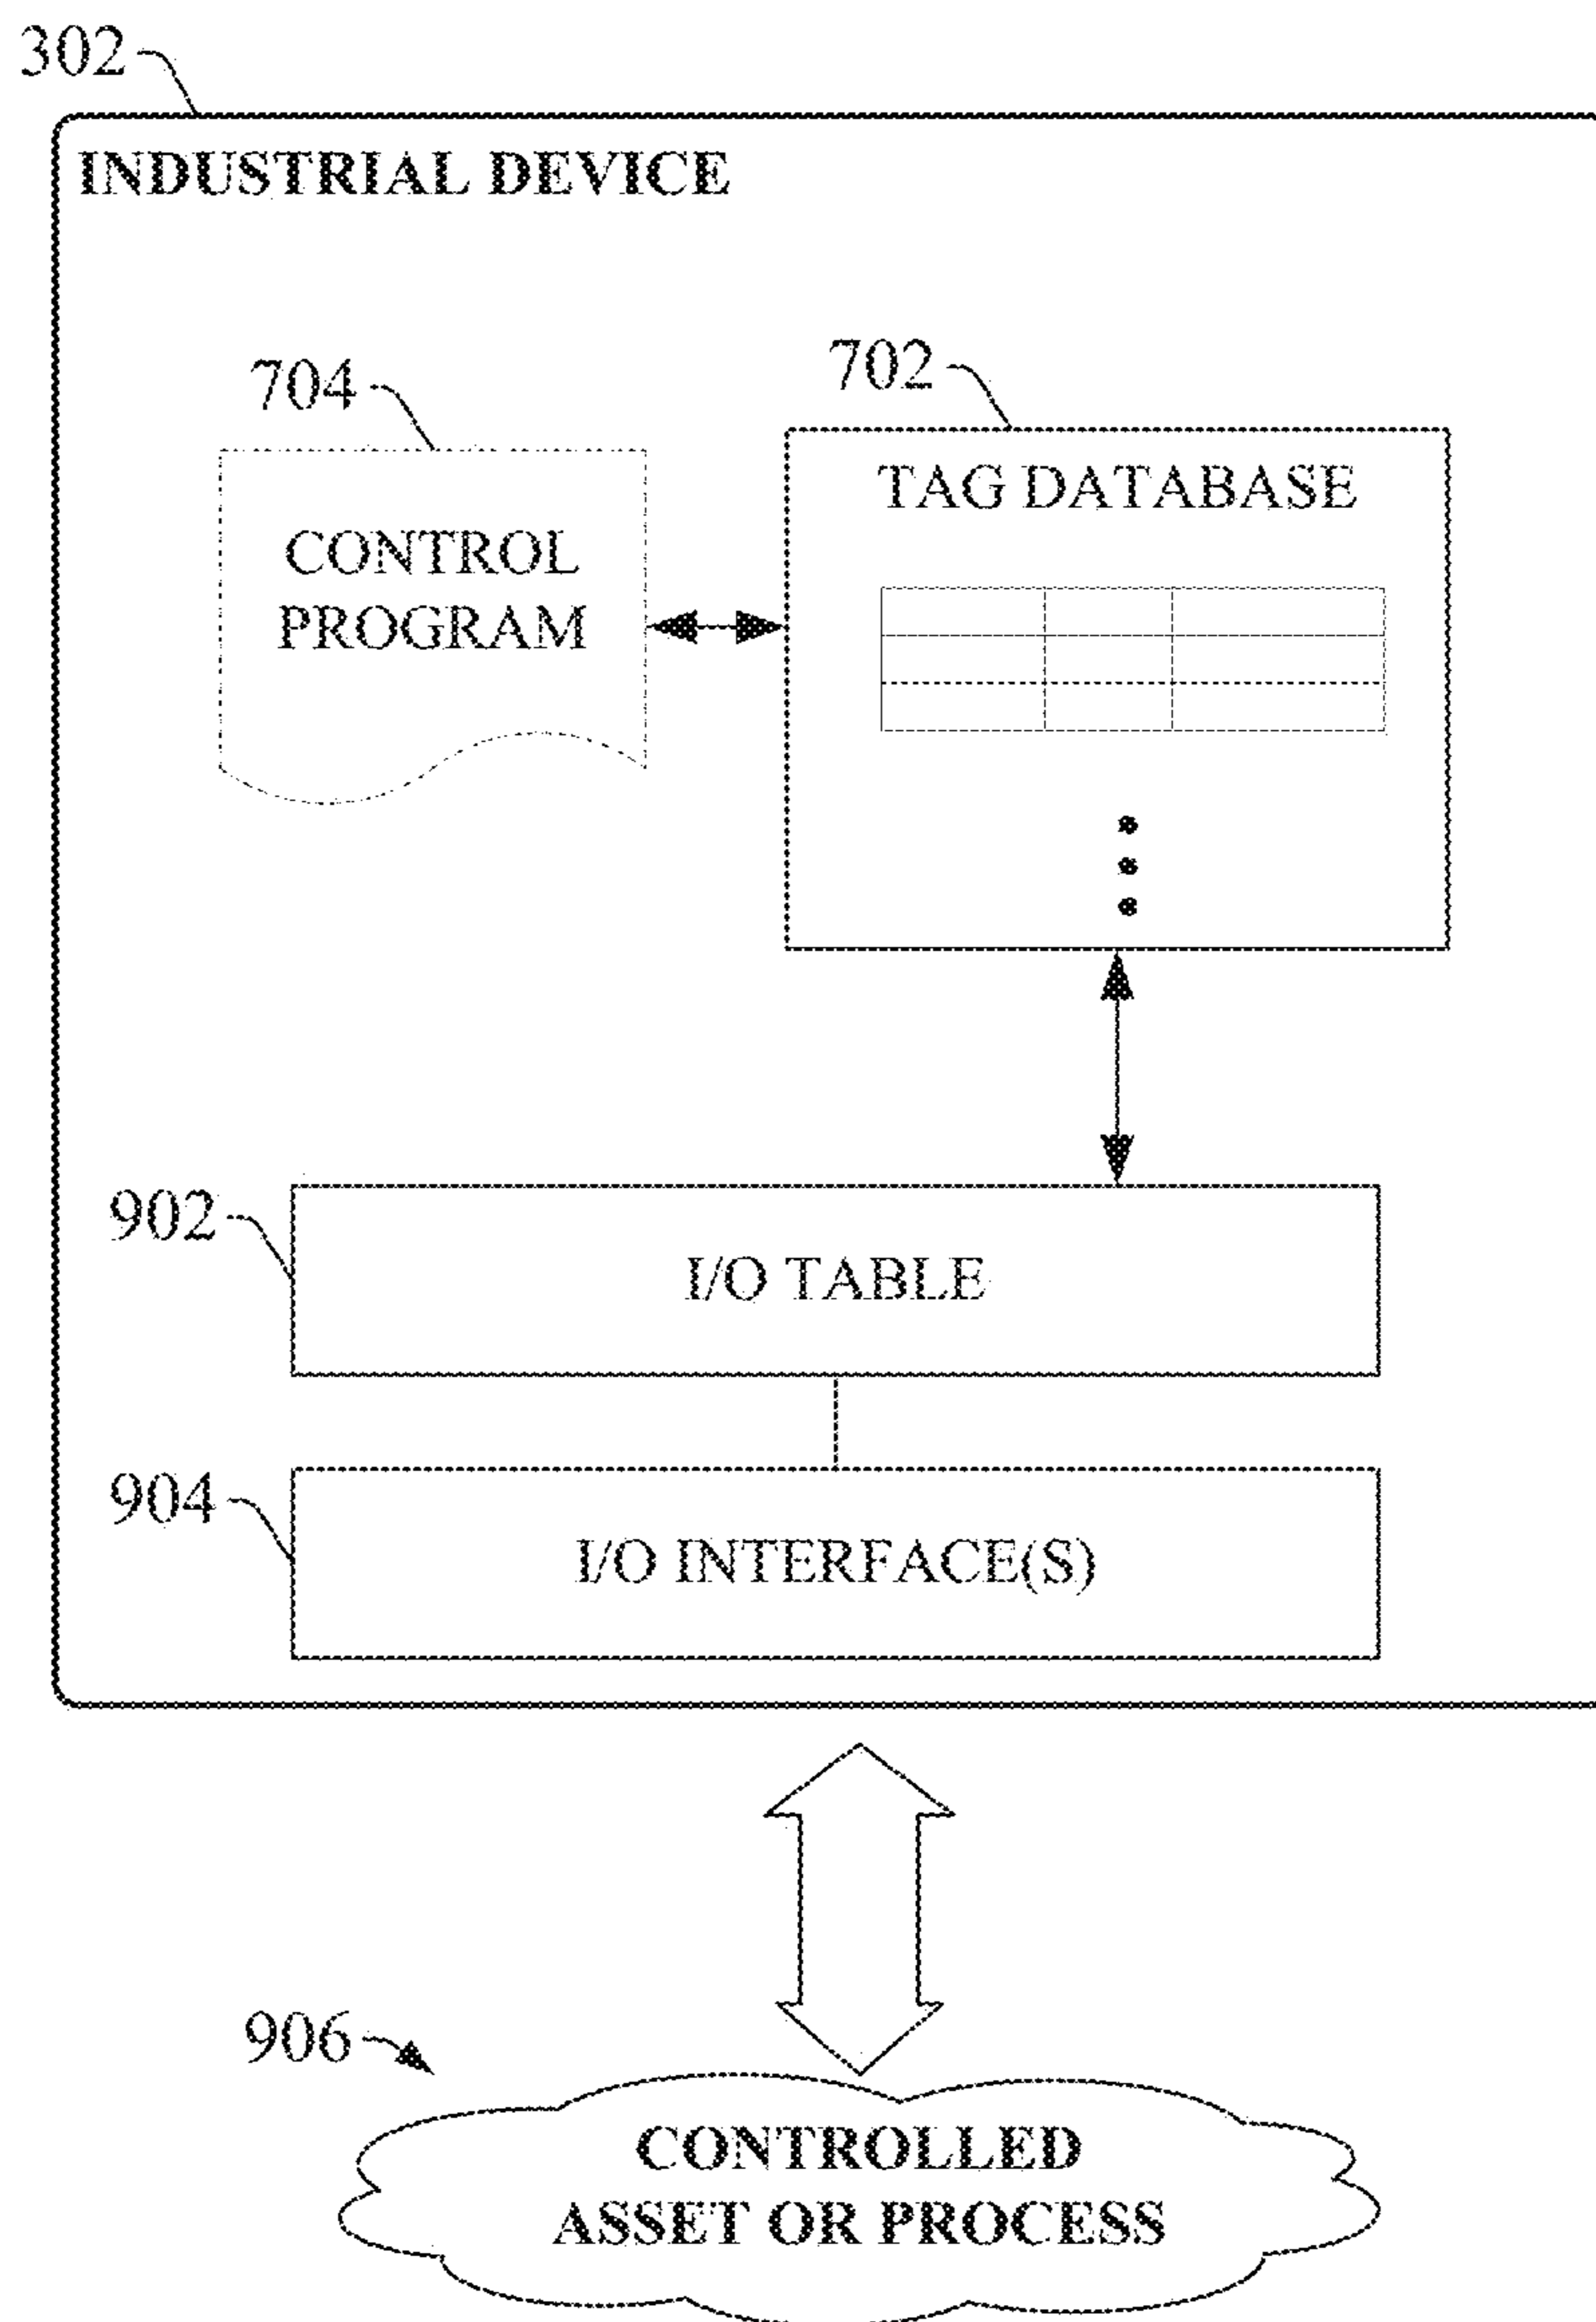 302
INDUSTRIAL DEVICE
704
702
CONTROL
PROGRAM
TAG DATABASE
902
I/O TABLE
904
I/O INTERFACE(S)
906
CONTROLLED
ASSET OR PROCESS